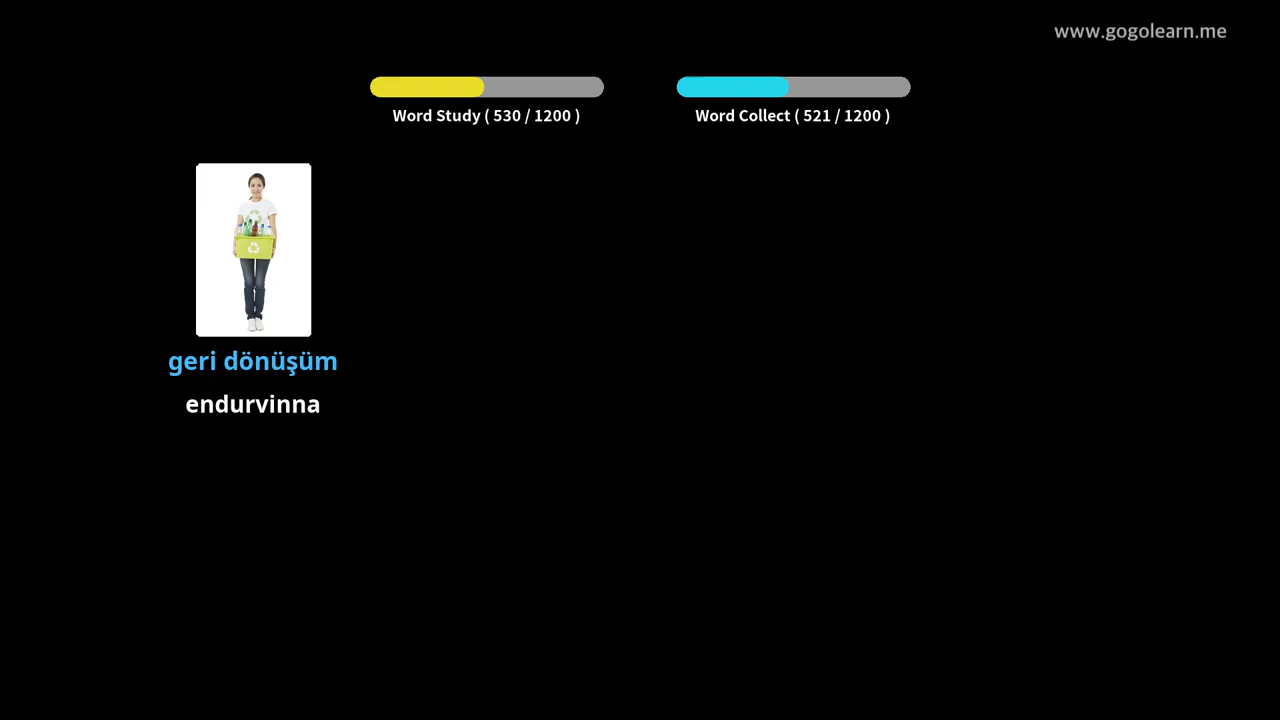 www.gogolearn.me
Word Study ( 530 / 1200 )
Word Collect ( 521 / 1200 )
geri dönüşüm
endurvinna